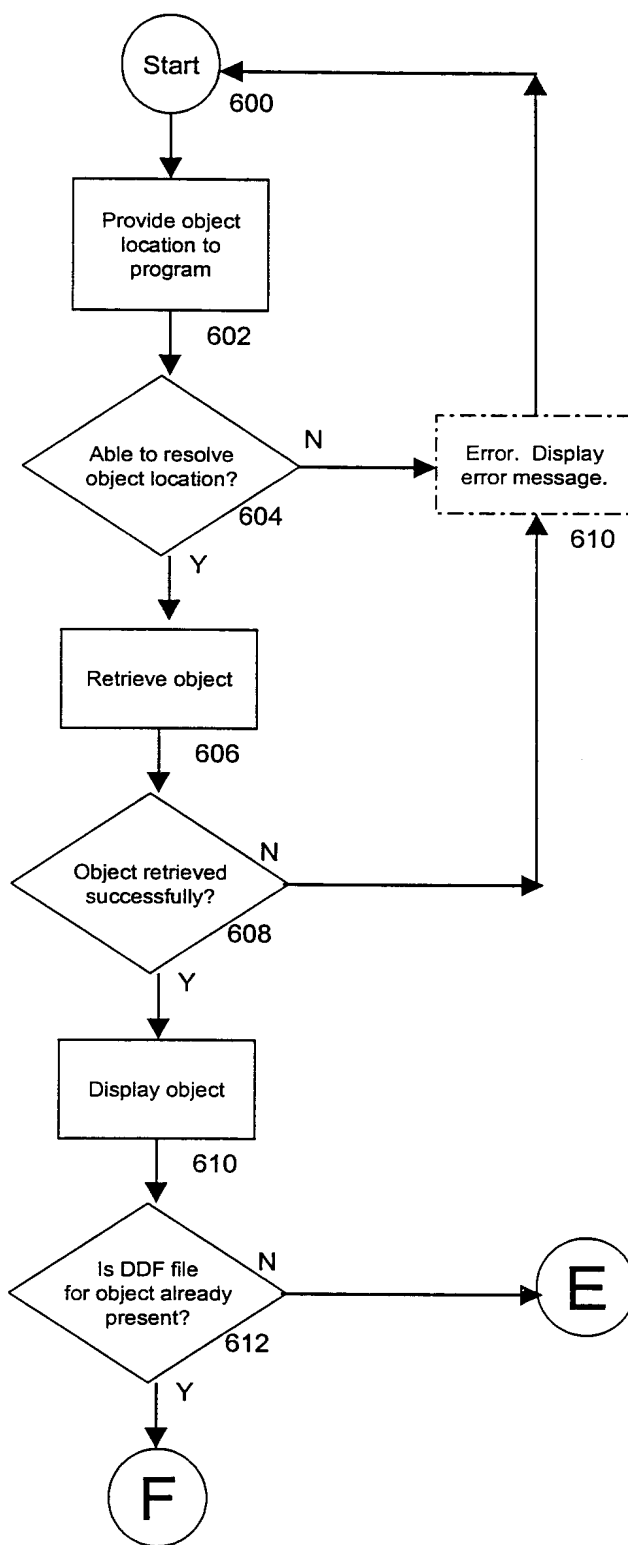 Start
600
Provide object
location to
program
602
Able to resolve
object location?
N
604
Y
Error. Display
error message.
610
Retrieve object
606
Object retrieved
successfully?
N
608
Y
Display object
610
Is DDF file
for object already
present?
N
612
Y
E
F